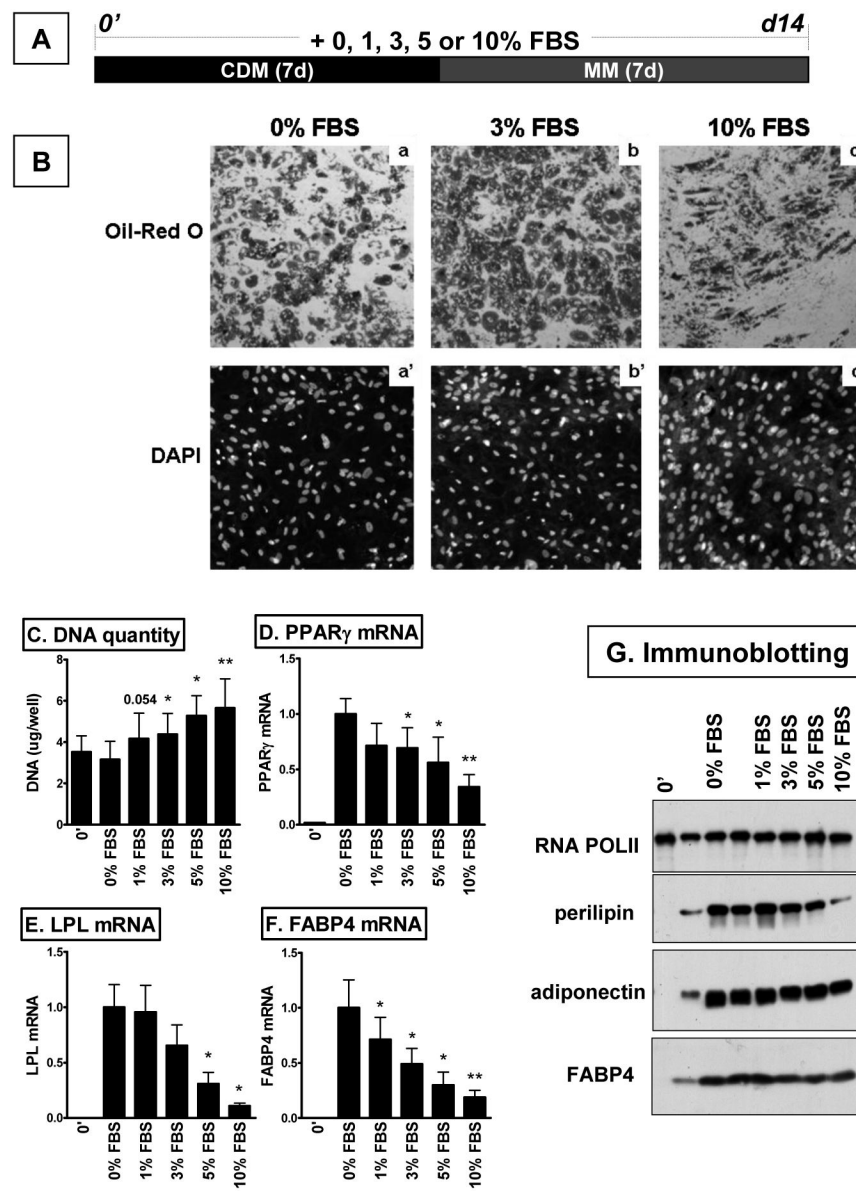 A
0' d14
+ 0, 1, 3, 5 or 10% FBS
CDM (7d) MM (7d)
B
0% FBS 3% FBS 10% FBS
Oil-Red O
a b
DAPI
a' b'
C. DNA quantity
DNA (ug/well)
8
6
4
2
0
0.054 * * **
0' 0% FBS 1% FBS 3% FBS 5% FBS 10% FBS
D. PPARγ mRNA
PPARγ mRNA
1.5
1.0
0.5
0.0
* * **
0' 0% FBS 1% FBS 3% FBS 5% FBS 10% FBS
E. LPL mRNA
LPL mRNA
1.5
1.0
0.5
0.0
* *
0' 0% FBS 1% FBS 3% FBS 5% FBS 10% FBS
F. FABP4 mRNA
FABP4 mRNA
1.5
1.0
0.5
0.0
* * * **
0' 0% FBS 1% FBS 3% FBS 5% FBS 10% FBS
G. Immunoblotting
0' 0% FBS 1% FBS 3% FBS 5% FBS 10% FBS
RNA POLII
perilipin
adiponectin
FABP4